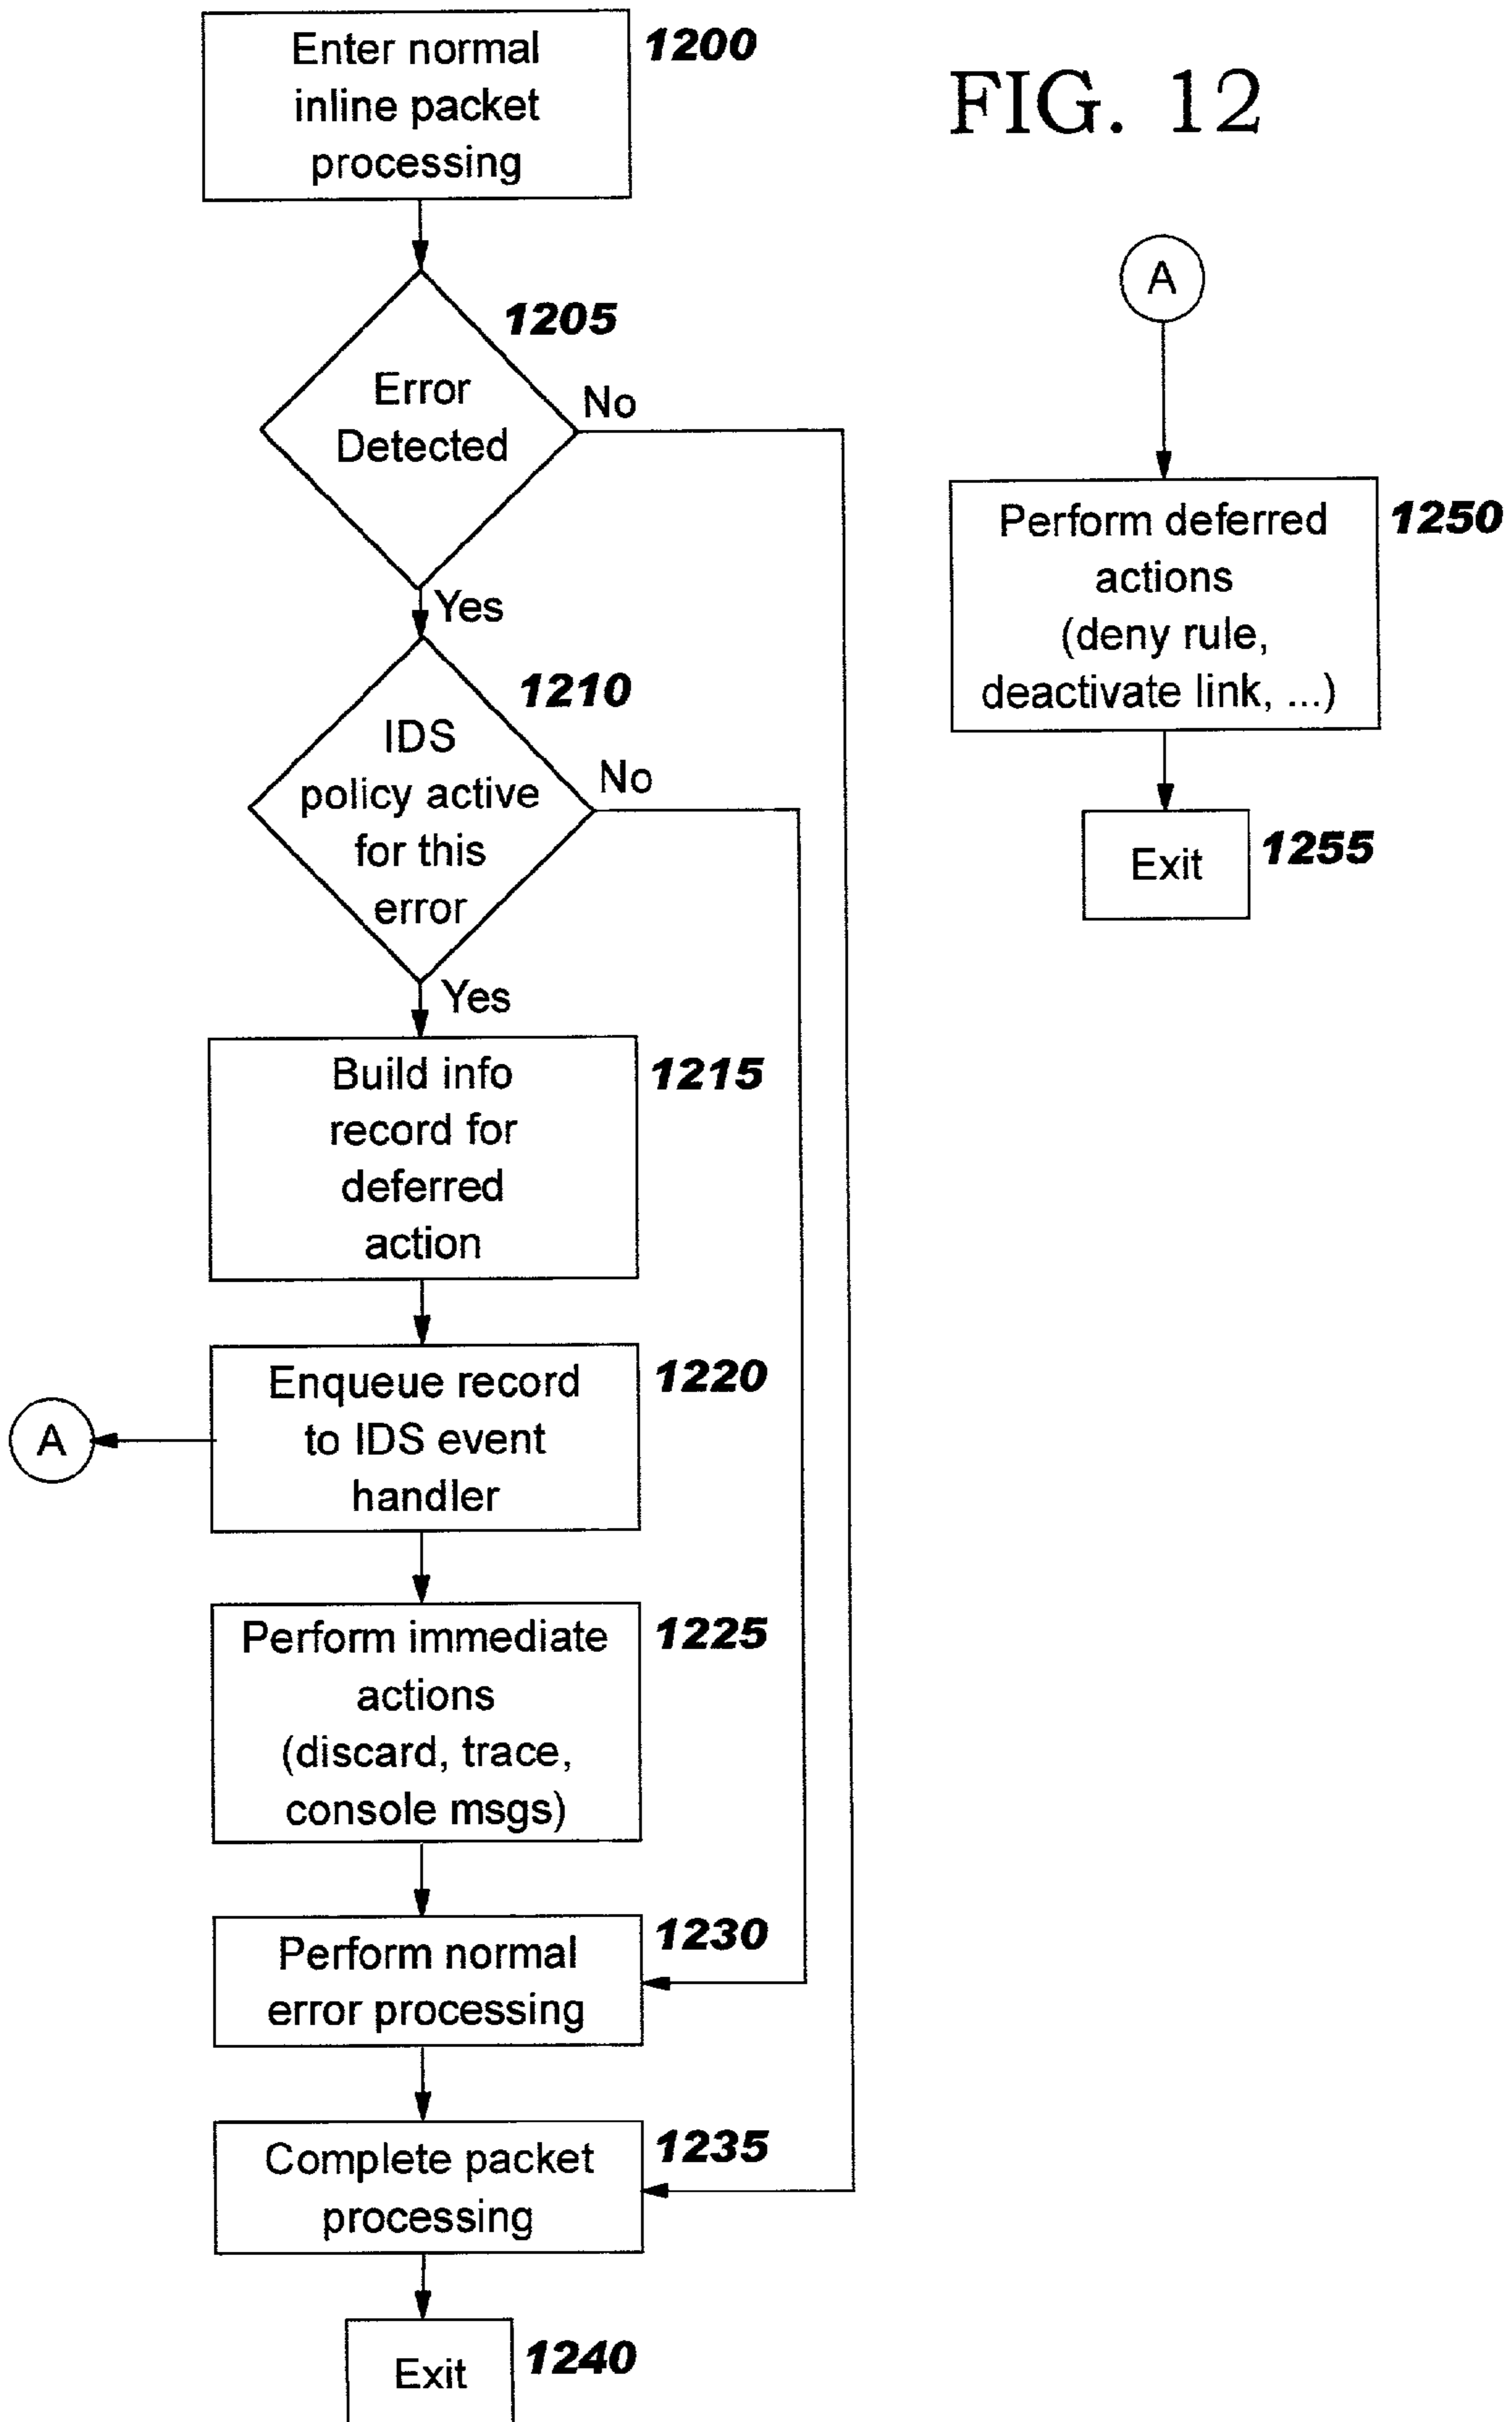 Enter normal
inline packet
processing
1200
FIG. 12
1205
Error
Detected
No
Yes
1210
IDS
policy active
for this
error
No
Yes
Build info
record for
deferred
action
1215
Enqueue record
to IDS event
handler
1220
A
Perform immediate
actions
(discard, trace,
console msgs)
1225
Perform normal
error processing
1230
Complete packet
processing
1235
Exit
1240
A
Perform deferred
actions
(deny rule,
deactivate link, ...)
1250
Exit
1255